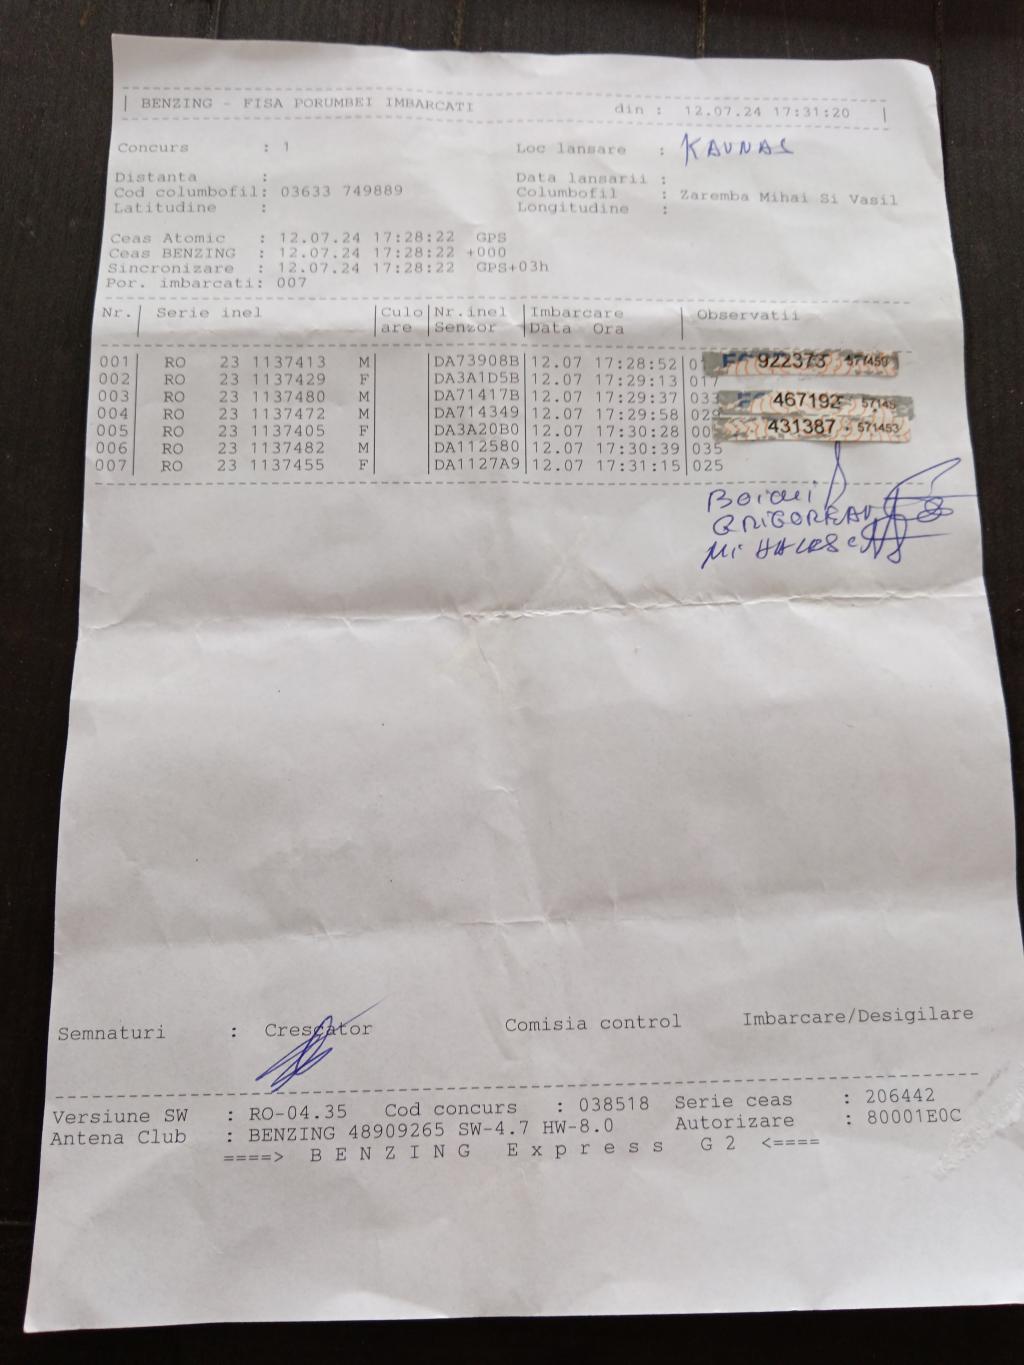 BENZING - FISA PORUMBEI IMBARCATI din : 12.07.24 17:31:20
Concurs : 1 Loc lansare : KAUNAS
Distanta : Data lansarii :
Cod columbofil: 03633 749889 Columbofil : Zaremba Mihai Si Vasil
Latitudine : Longitudine :
Ceas Atomic : 12.07.24 17:28:22 GPS
Ceas BENZING : 12.07.24 17:28:22 +000
Sincronizare : 12.07.24 17:28:22 GPS+03h
Por. imbarcati: 007
Nr. Serie inel Culo Nr.inel Imbarcare Observatii
are Senzor Data Ora
001 RO 23 1137413 M DA73908B 12.07 17:28:52 922373 571450
002 RO 23 1137429 F DA3A1D5B 12.07 17:29:13 017
003 RO 23 1137480 M DA71417B 12.07 17:29:37 033 467192
004 RO 23 1137472 M DA714349 12.07 17:29:58
005 RO 23 1137405 F DA3A20B0 12.07 17:30:28 431387 571453
006 RO 23 1137482 M DA112580 12.07 17:30:39 035
007 RO 23 1137455 F DA1127A9 12.07 17:31:15 025
Semnaturi : Crescator Comisia control Imbarcare/Desigilare
Versiune SW : RO-04.35 Cod concurs : 038518 Serie ceas : 206442
Antena Club : BENZING 48909265 SW-4.7 HW-8.0 Autorizare : 80001E0C
====> B E N Z I N G E x p r e s s G 2 <====